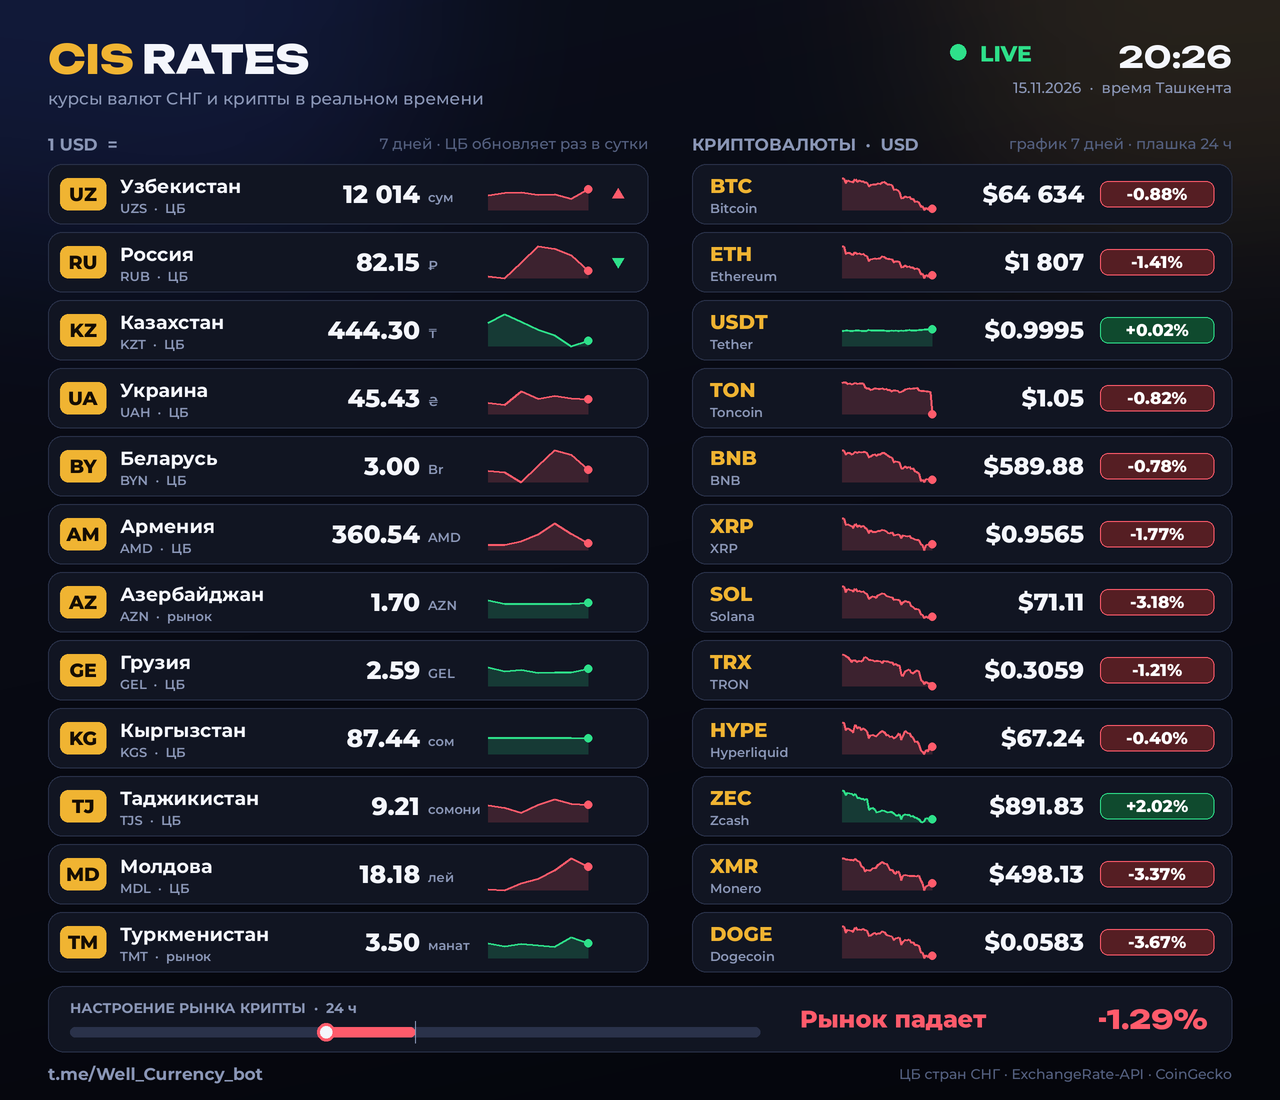 CIS RATES
курсы валют СНГ и крипты в реальном времени
LIVE 20:26
15.11.2026 · время Ташкента
1 USD = 7 дней · ЦБ обновляет раз в сутки
UZ Узбекистан 12 014 сум
UZS · ЦБ
RU Россия 82.15 ₽
RUB · ЦБ
KZ Казахстан 444.30 ₸
KZT · ЦБ
UA Украина 45.43 ₴
UAH · ЦБ
BY Беларусь 3.00 Br
BYN · ЦБ
AM Армения 360.54 AMD
AMD · ЦБ
AZ Азербайджан 1.70 AZN
AZN · рынок
GE Грузия 2.59 GEL
GEL · ЦБ
KG Кыргызстан 87.44 сом
KGS · ЦБ
TJ Таджикистан 9.21 сомони
TJS · ЦБ
MD Молдова 18.18 лей
MDL · ЦБ
TM Туркменистан 3.50 манат
TMT · рынок
КРИПТОВАЛЮТЫ · USD график 7 дней · плашка 24 ч
BTC $64 634 -0.88%
Bitcoin
ETH $1 807 -1.41%
Ethereum
USDT $0.9995 +0.02%
Tether
TON $1.05 -0.82%
Toncoin
BNB $589.88 -0.78%
BNB
XRP $0.9565 -1.77%
XRP
SOL $71.11 -3.18%
Solana
TRX $0.3059 -1.21%
TRON
HYPE $67.24 -0.40%
Hyperliquid
ZEC $891.83 +2.02%
Zcash
XMR $498.13 -3.37%
Monero
DOGE $0.0583 -3.67%
Dogecoin
НАСТРОЕНИЕ РЫНКА КРИПТЫ · 24 ч
Рынок падает -1.29%
t.me/Well_Currency_bot
ЦБ стран СНГ · ExchangeRate-API · CoinGecko